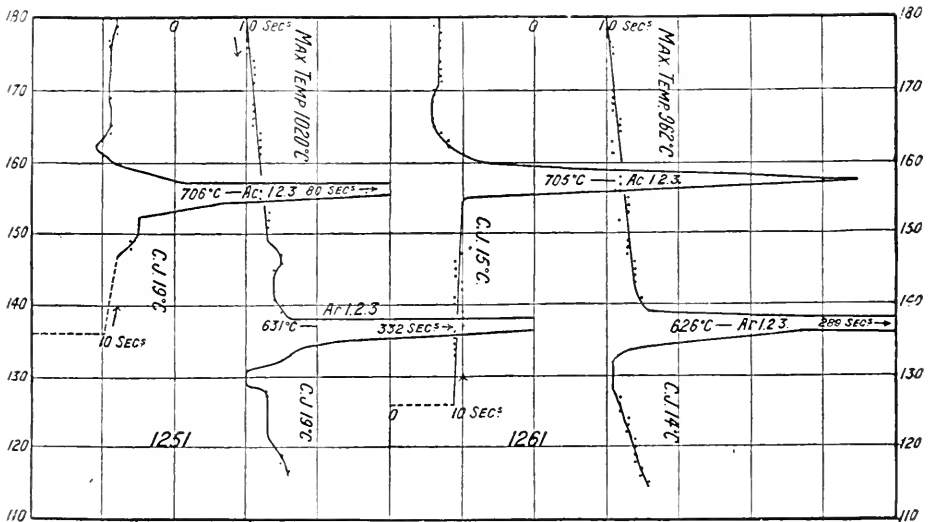 180
0
10 Secs
0
10 Secs
180
MAX TEMP 1020°C
MAX. TEMP. 962°C
170
170
160
160
706°C — Ac. 1.2.3 80 SECS
705°C — Ac 1.2.3.
150
150
C.J. 19°C
C.J. 15°C
140
140
Ar 1.2.3
10 SECS
631°C —
332 SECS
626°C — Ar 1.2.3.
289 SECS
130
130
C.J. 19°C
C.J. 14°C
0
10 SECS
120
1251
1261
120
110
110